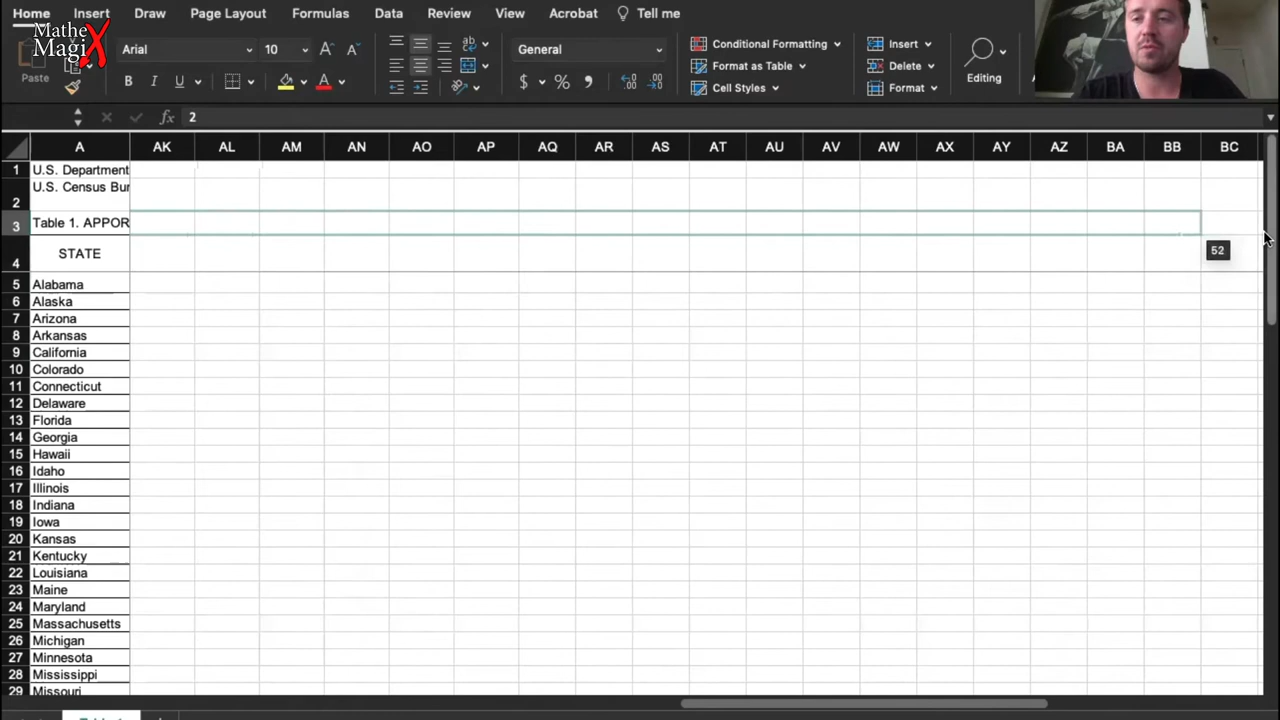 Home Insert Draw Page Layout Formulas Data Review View Acrobat Tell me
Mathe
MagiX
Paste
Arial 10
B I U
General
$ %
Conditional Formatting
Format as Table
Cell Styles
Insert
Delete
Format
Editing
fx 2
A AK AL AM AN AO AP AQ AR AS AT AU AV AW AX AY AZ BA BB BC
1 U.S. Department
2 U.S. Census Bur
3 Table 1. APPOR
52
4 STATE
5 Alabama
6 Alaska
7 Arizona
8 Arkansas
9 California
10 Colorado
11 Connecticut
12 Delaware
13 Florida
14 Georgia
15 Hawaii
16 Idaho
17 Illinois
18 Indiana
19 Iowa
20 Kansas
21 Kentucky
22 Louisiana
23 Maine
24 Maryland
25 Massachusetts
26 Michigan
27 Minnesota
28 Mississippi
29 Missouri